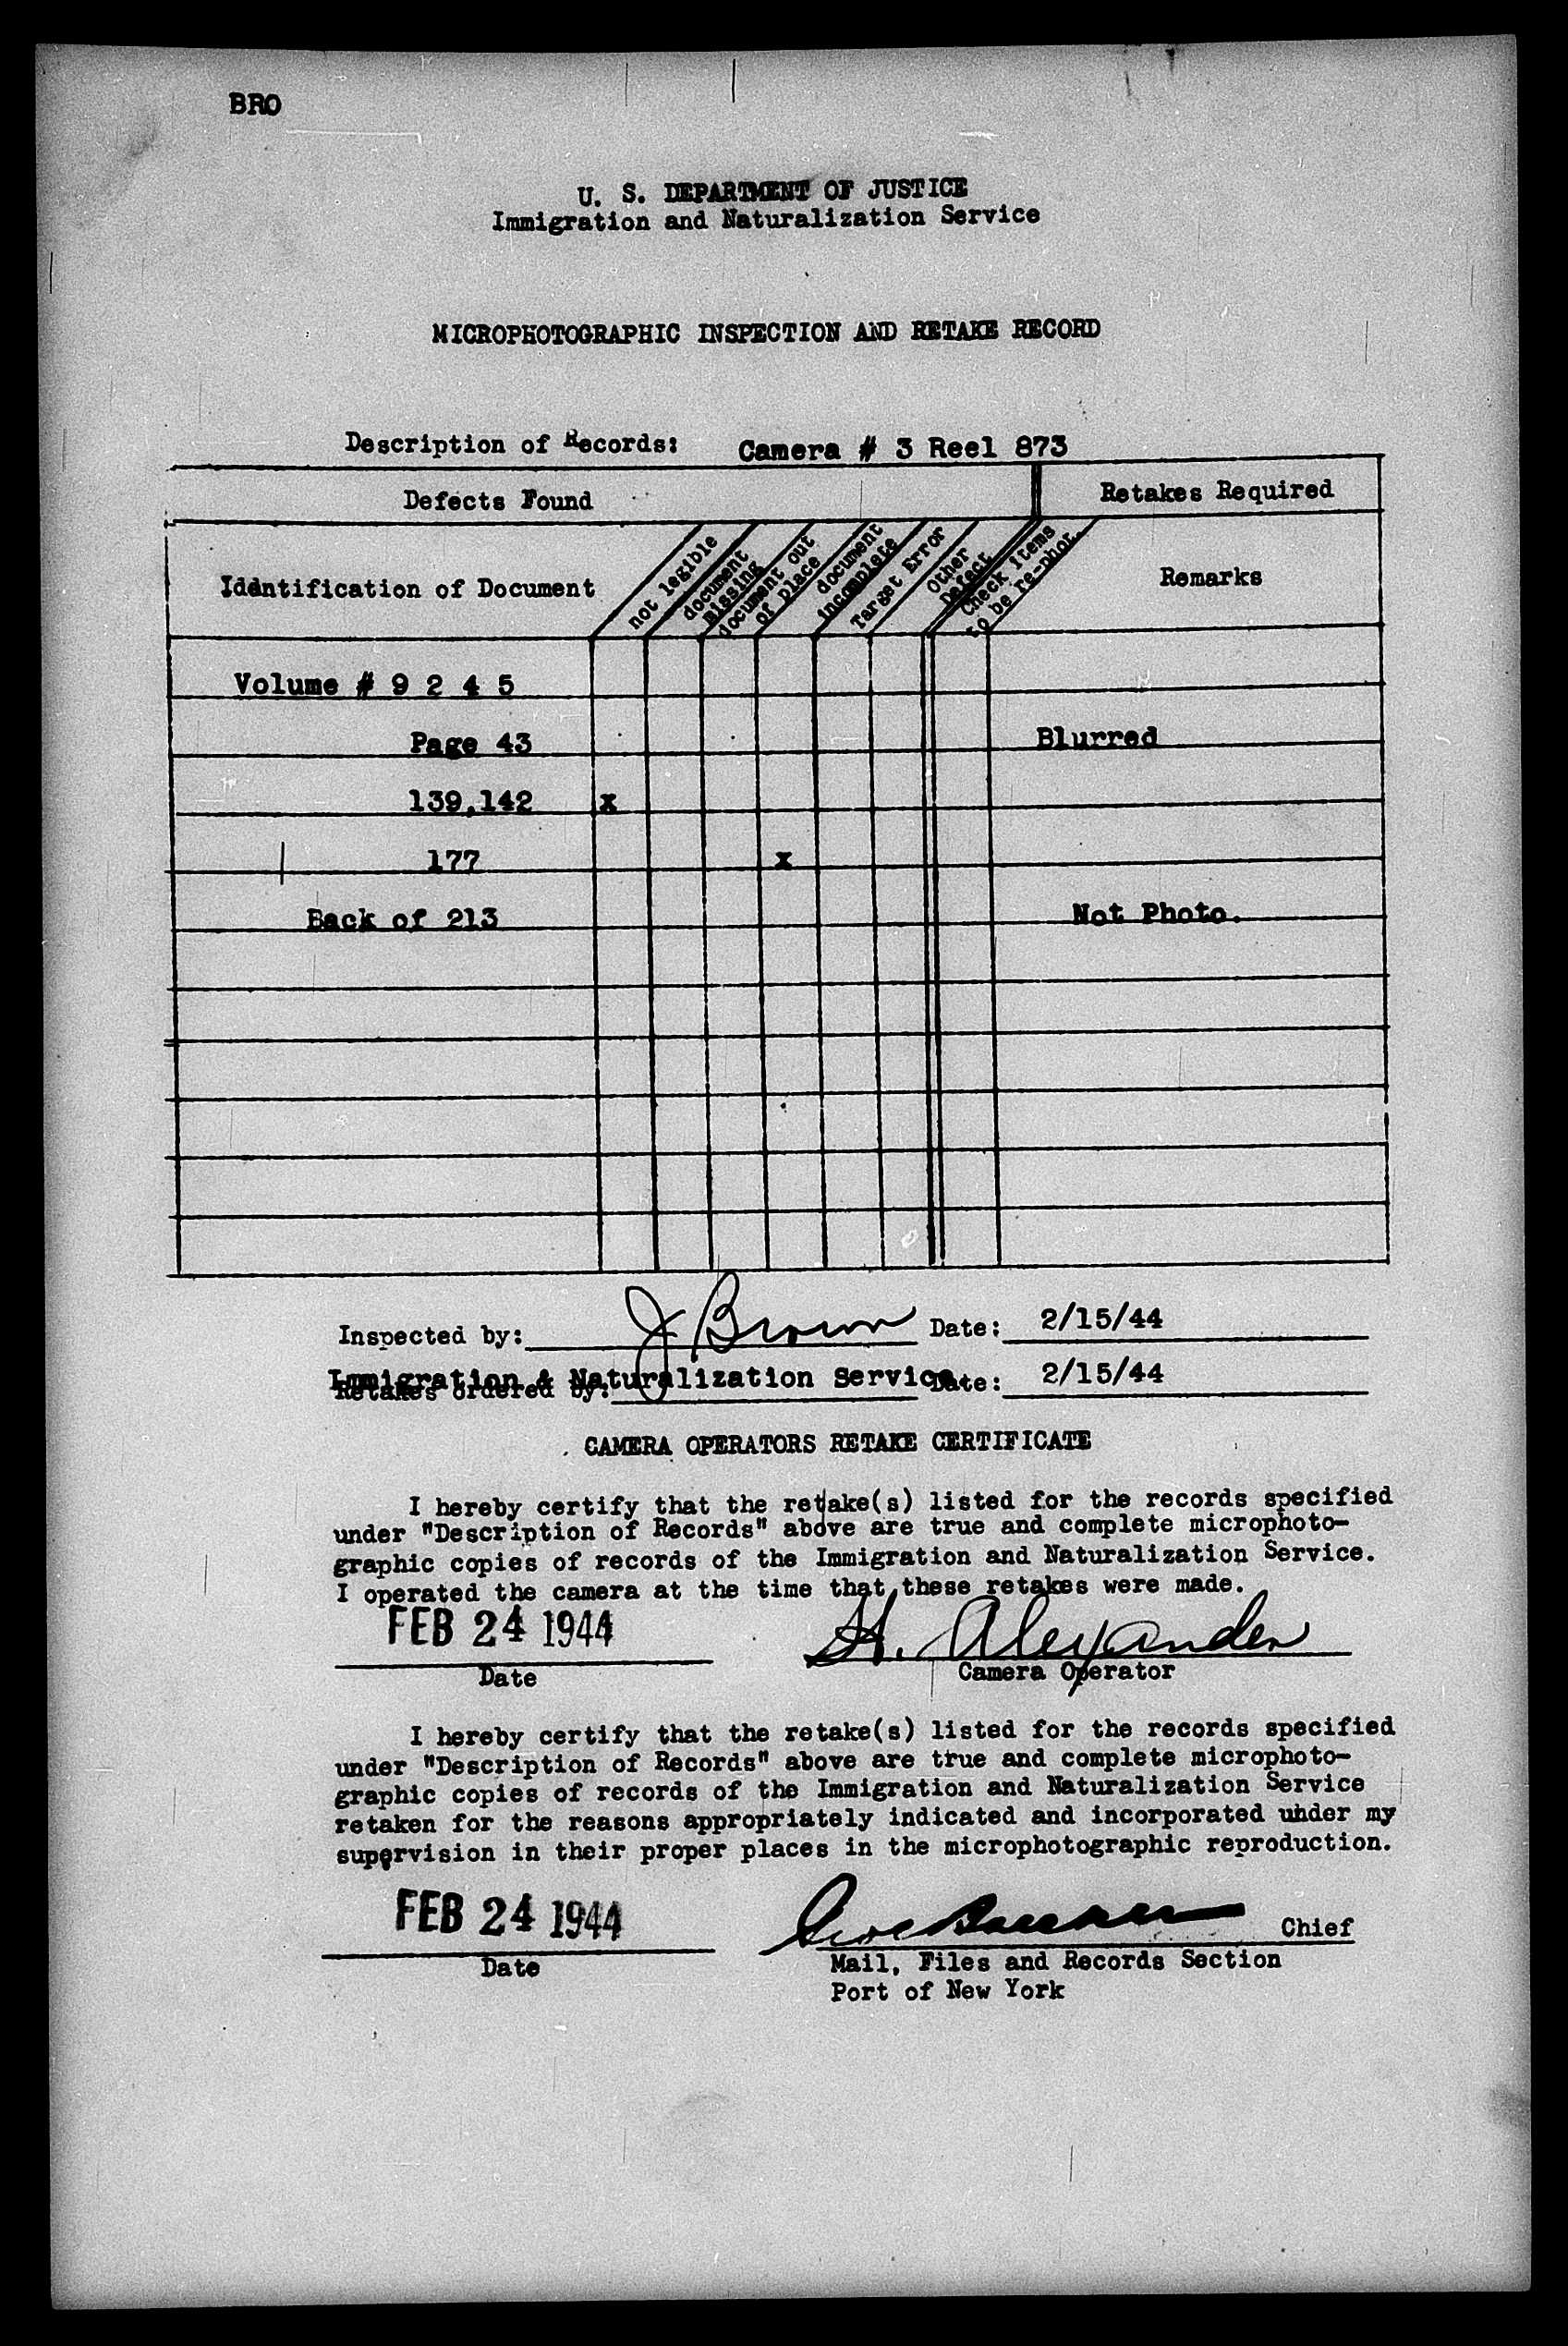 BRO
U. S. DEPARTMENT OF JUSTICE
Immigration and Naturalization Service
MICROPHOTOGRAPHIC INSPECTION AND RETAKE RECORD
Description of Records: Camera # 3 Reel 873
Defects Found Retakes Required
Identification of Document
not legible
document
missing
document out
of place
document
incomplete
Target Error
Other
Defect
Check items
to be re-phot.
Remarks
Volume # 9 2 4 5
Page 43 Blurred
139,142 x
177 x
Back of 213 Not Photo.
Inspected by: J Brown Date: 2/15/44
Immigration & Naturalization Service
Retakes ordered by: Date: 2/15/44
CAMERA OPERATORS RETAKE CERTIFICATE
I hereby certify that the retake(s) listed for the records specified
under "Description of Records" above are true and complete microphoto-
graphic copies of records of the Immigration and Naturalization Service.
I operated the camera at the time that these retakes were made.
FEB 24 1944 H. Alexander
Date Camera Operator
I hereby certify that the retake(s) listed for the records specified
under "Description of Records" above are true and complete microphoto-
graphic copies of records of the Immigration and Naturalization Service
retaken for the reasons appropriately indicated and incorporated under my
supervision in their proper places in the microphotographic reproduction.
FEB 24 1944 Chief
Date Mail, Files and Records Section
Port of New York